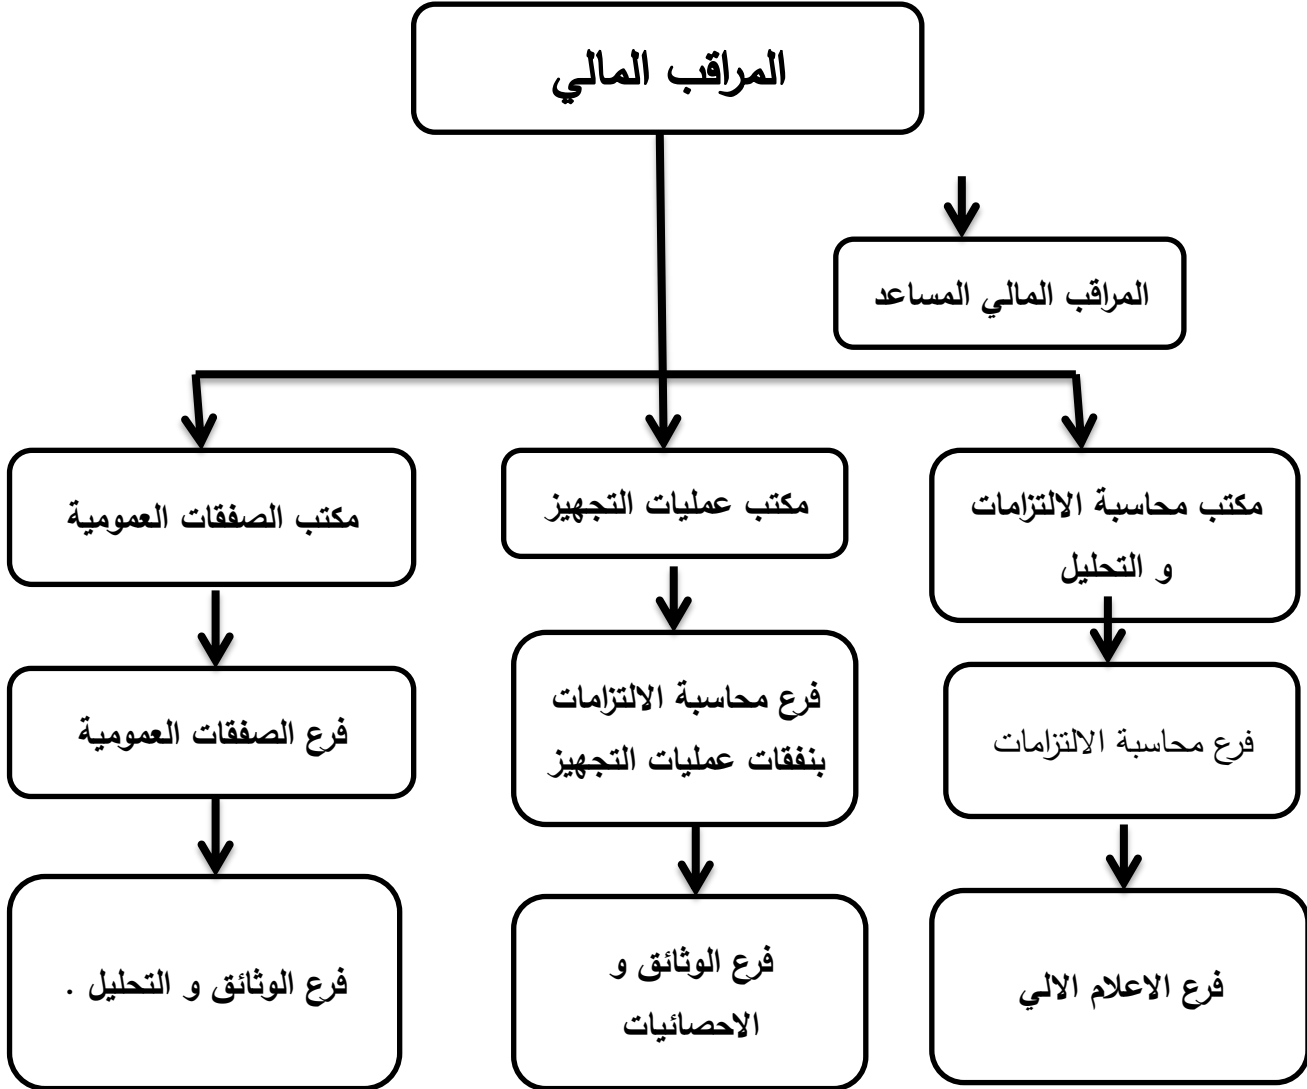 المراقب المالي
المراقب المالي المساعد
مكتب محاسبة الالتزامات
و التحليل
مكتب عمليات التجهيز
مكتب الصفقات العمومية
فرع محاسبة الالتزامات
فرع محاسبة الالتزامات
بنفقات عمليات التجهيز
فرع الصفقات العمومية
فرع الاعلام الالي
فرع الوثائق و
الاحصائيات
فرع الوثائق و التحليل .